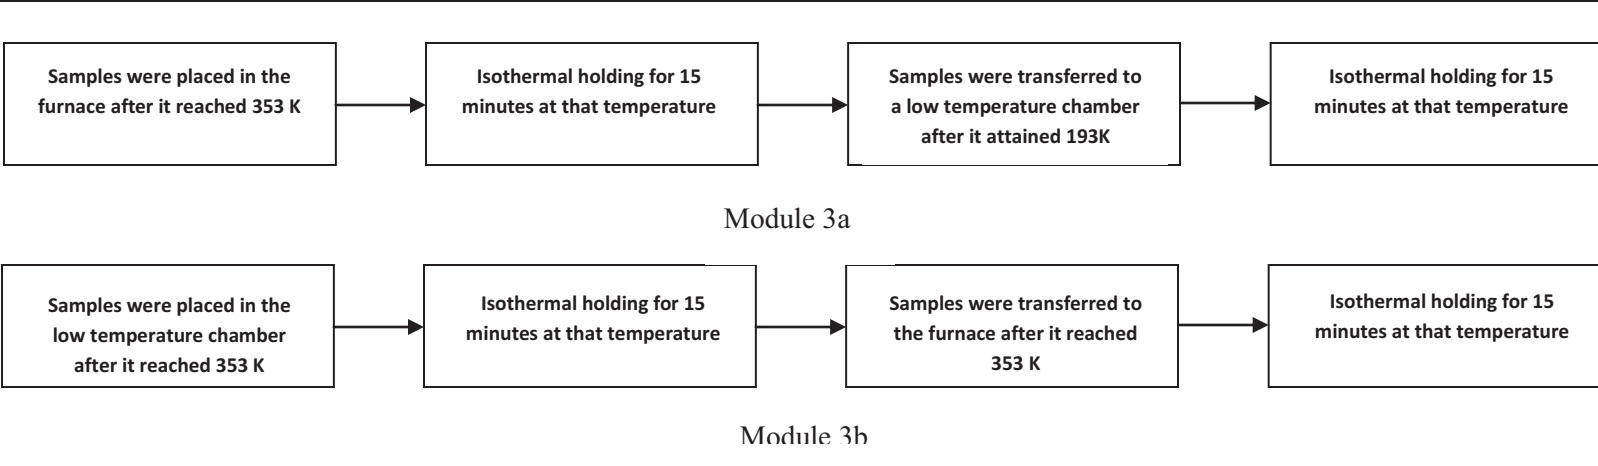 Samples were placed in the
furnace after it reached 353 K
Isothermal holding for 15
minutes at that temperature
Samples were transferred to
a low temperature chamber
after it attained 193K
Isothermal holding for 15
minutes at that temperature
Module 3a
Samples were placed in the
low temperature chamber
after it reached 353 K
Isothermal holding for 15
minutes at that temperature
Samples were transferred to
the furnace after it reached
353 K
Isothermal holding for 15
minutes at that temperature
Module 3b